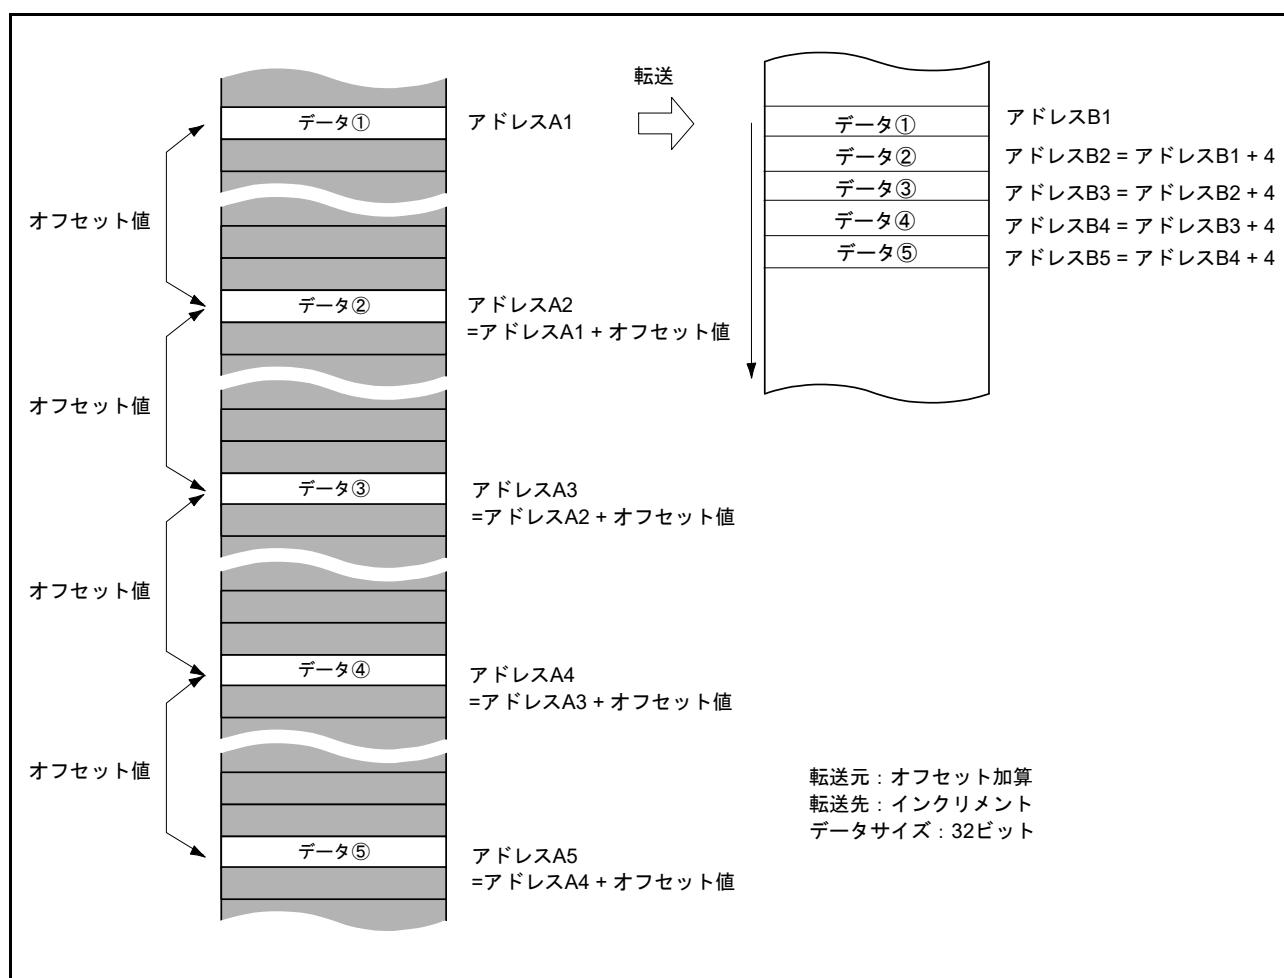 転送
データ①
アドレスA1
データ①
アドレスB1
データ②
アドレスB2 = アドレスB1 + 4
データ③
アドレスB3 = アドレスB2 + 4
データ④
アドレスB4 = アドレスB3 + 4
データ⑤
アドレスB5 = アドレスB4 + 4
オフセット値
データ②
アドレスA2
=アドレスA1 + オフセット値
オフセット値
データ③
アドレスA3
=アドレスA2 + オフセット値
オフセット値
データ④
アドレスA4
=アドレスA3 + オフセット値
オフセット値
転送元：オフセット加算
転送先：インクリメント
データサイズ：32ビット
データ⑤
アドレスA5
=アドレスA4 + オフセット値